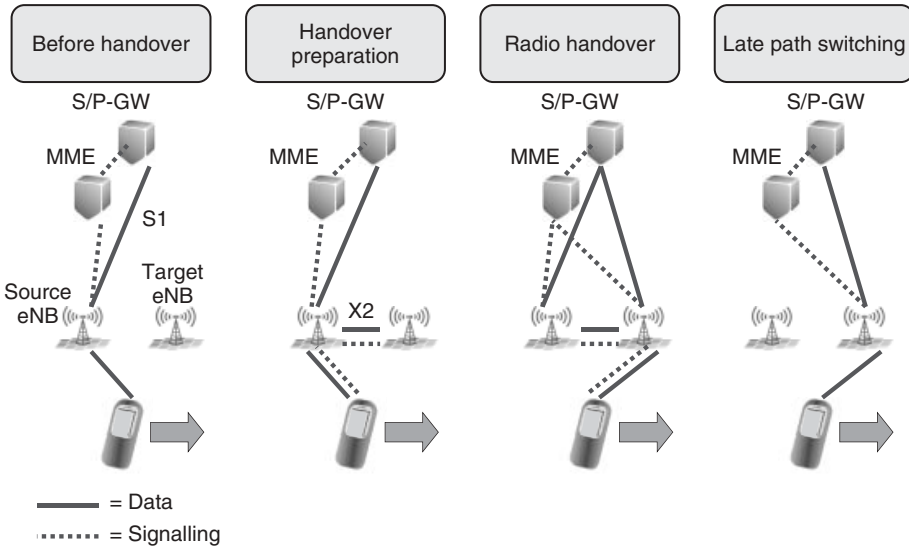 Before handover
Handover
preparation
Radio handover
Late path switching
S/P-GW
S/P-GW
S/P-GW
S/P-GW
MME
MME
MME
MME
S1
Source
eNB
Target
eNB
X2
= Data
= Signalling